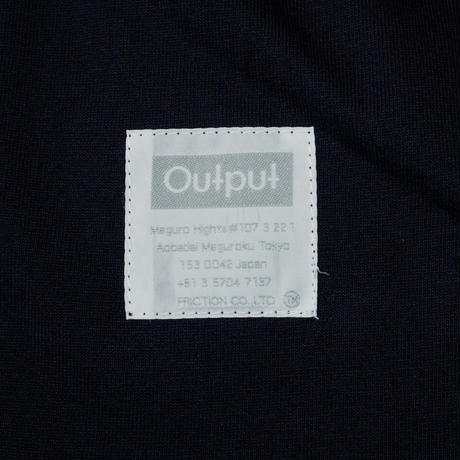 Output
Meguro Hights #107 3 22 1
Aobadai Meguroku Tokyo
153 0042 Japan
+81 3 5704 7137
FRICTION CO., LTD. TM